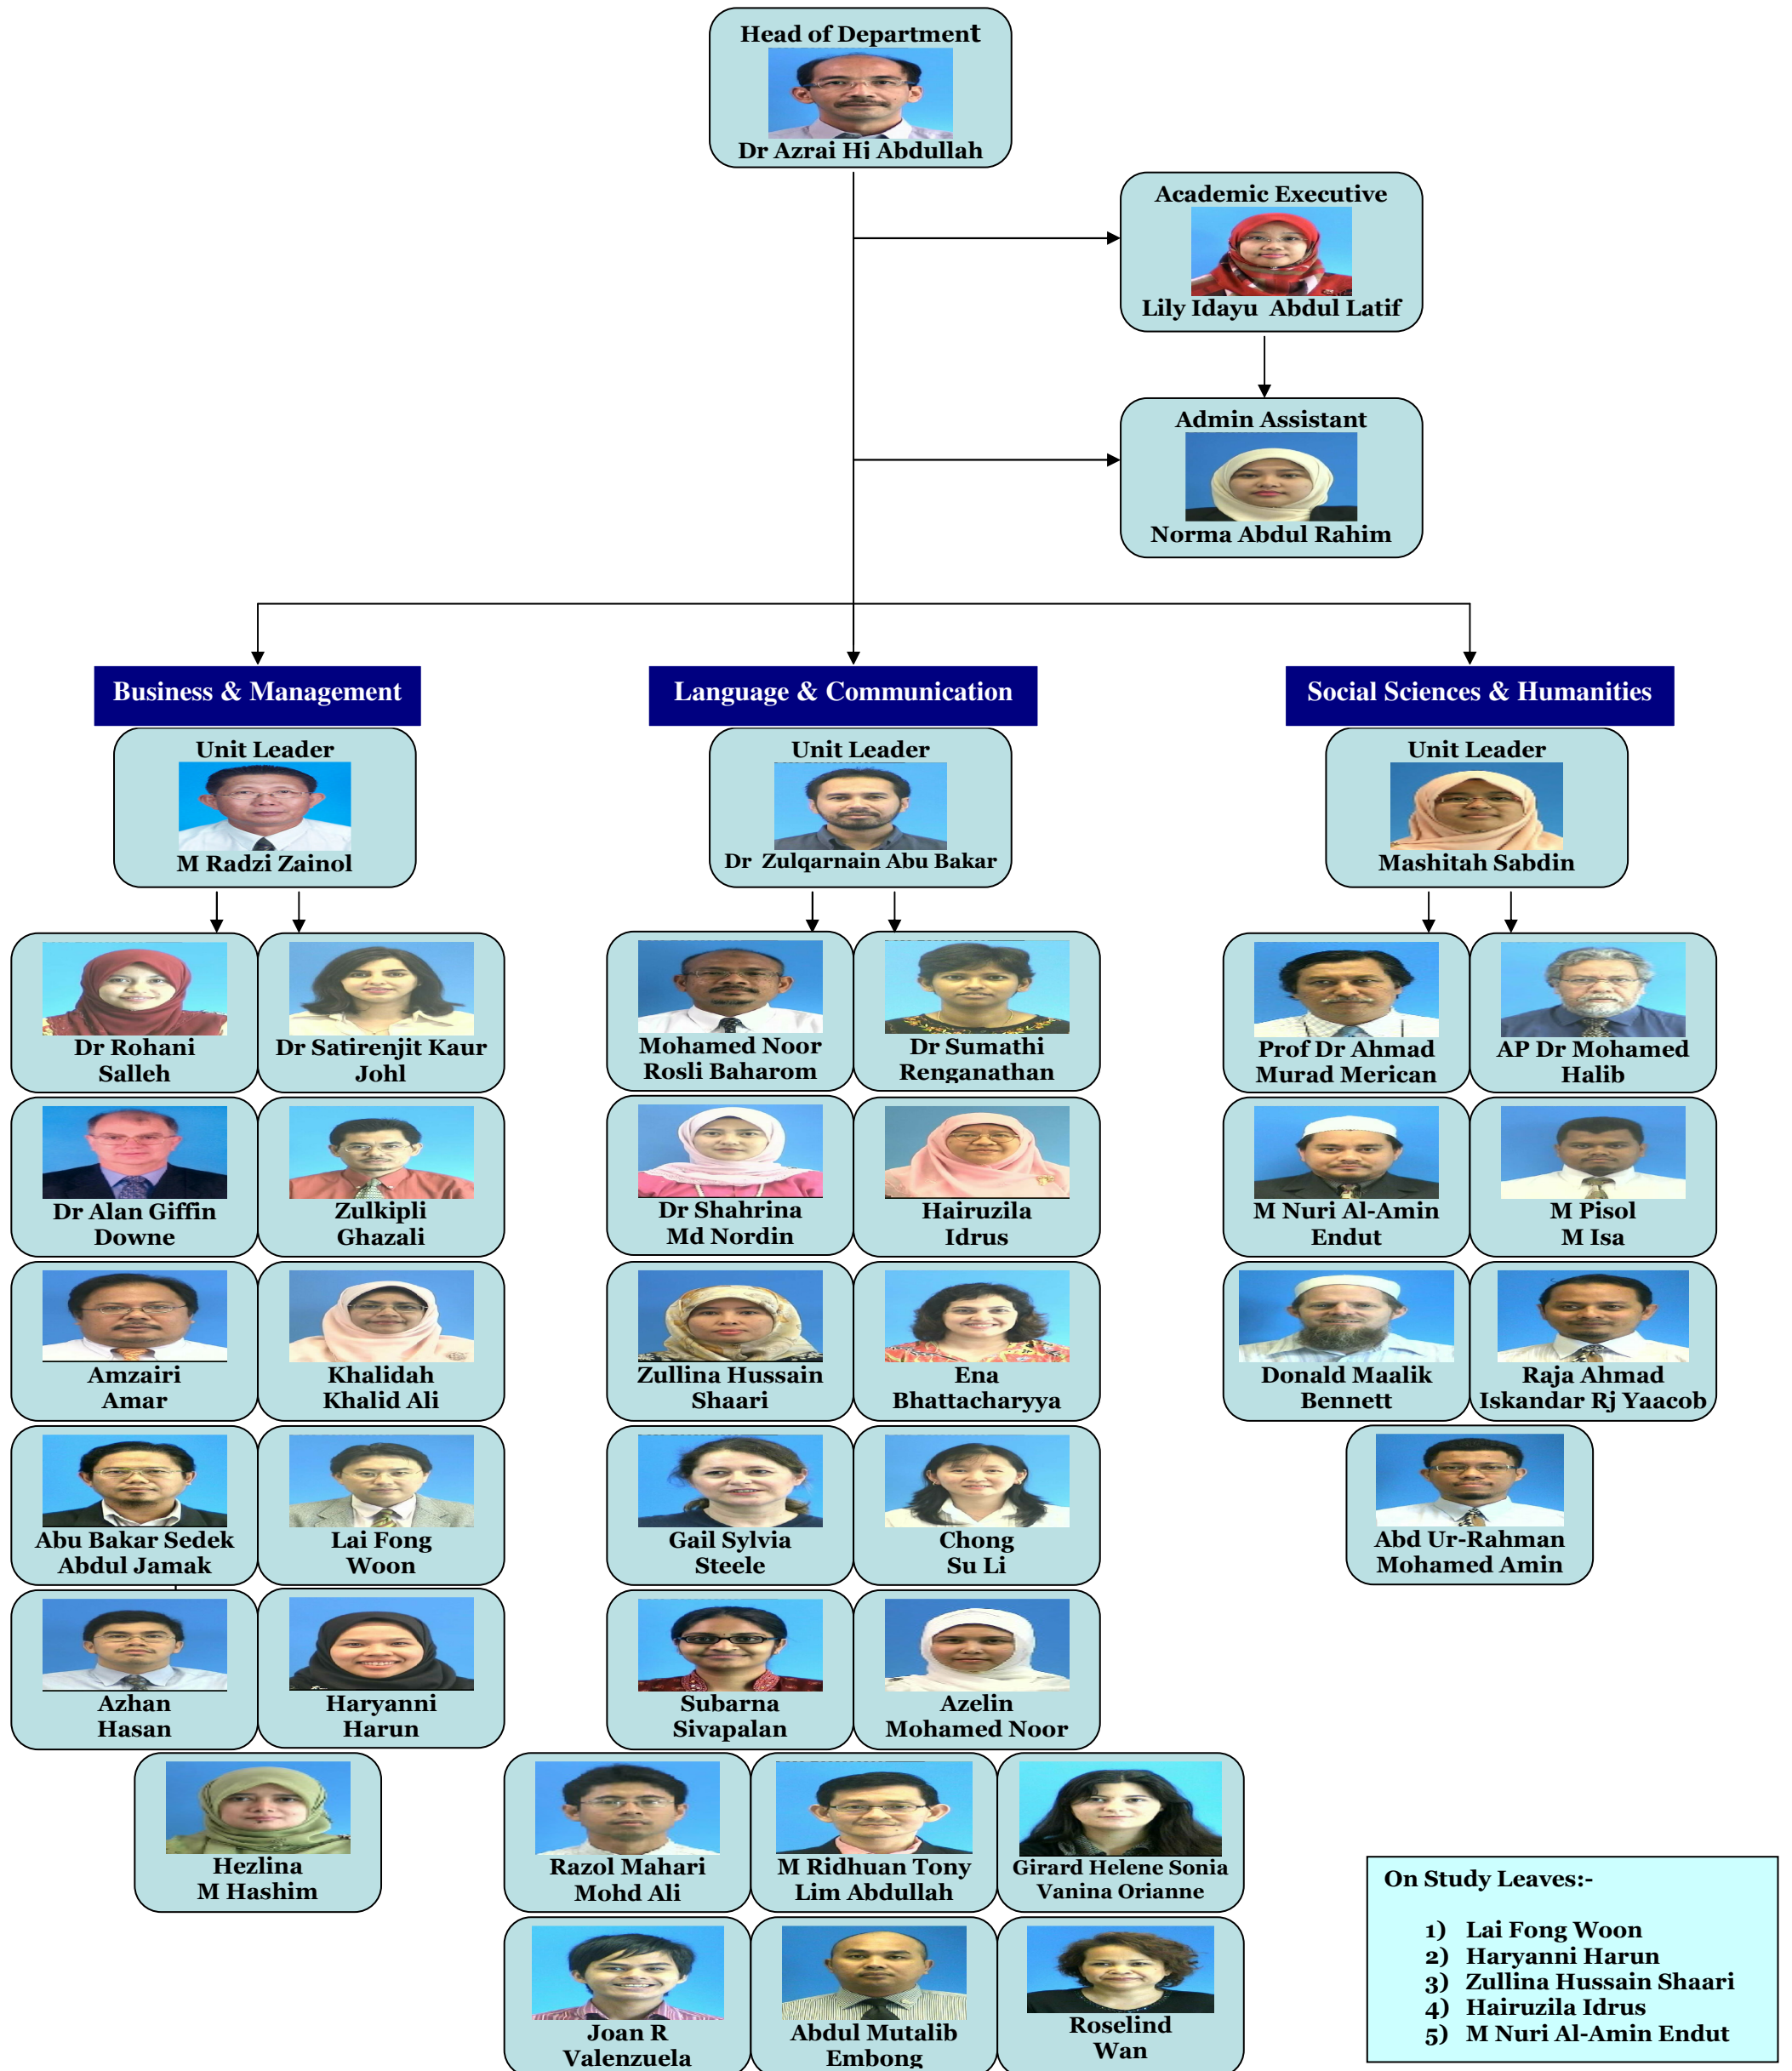 Head of Department
Dr Azrai Hj Abdullah
Academic Executive
Lily Idayu  Abdul Latif
Admin Assistant
Norma Abdul Rahim
Business & Management
Language & Communication
Social Sciences & Humanities
Unit Leader
M Radzi Zainol
Unit Leader
Dr  Zulqarnain Abu Bakar
Unit Leader
Mashitah Sabdin
Dr Rohani
Salleh
Dr Satirenjit Kaur
Johl
Dr Alan Giffin
Downe
Zulkipli
Ghazali
Amzairi
Amar
Khalidah
Khalid Ali
Abu Bakar Sedek
Abdul Jamak
Lai Fong
Woon
Azhan
Hasan
Haryanni
Harun
Hezlina
M Hashim
Mohamed Noor
Rosli Baharom
Dr Sumathi
Renganathan
Dr Shahrina
Md Nordin
Hairuzila
Idrus
Zullina Hussain
Shaari
Ena
Bhattacharyya
Gail Sylvia
Steele
Chong
Su Li
Subarna
Sivapalan
Azelin
Mohamed Noor
Razol Mahari
Mohd Ali
M Ridhuan Tony
Lim Abdullah
Girard Helene Sonia
Vanina Orianne
Joan R
Valenzuela
Abdul Mutalib
Embong
Roselind
Wan
Prof Dr Ahmad
Murad Merican
AP Dr Mohamed
Halib
M Nuri Al-Amin
Endut
M Pisol
M Isa
Donald Maalik
Bennett
Raja Ahmad
Iskandar Rj Yaacob
Abd Ur-Rahman
Mohamed Amin
On Study Leaves:-
1) Lai Fong Woon
2) Haryanni Harun
3) Zullina Hussain Shaari
4) Hairuzila Idrus
5) M Nuri Al-Amin Endut